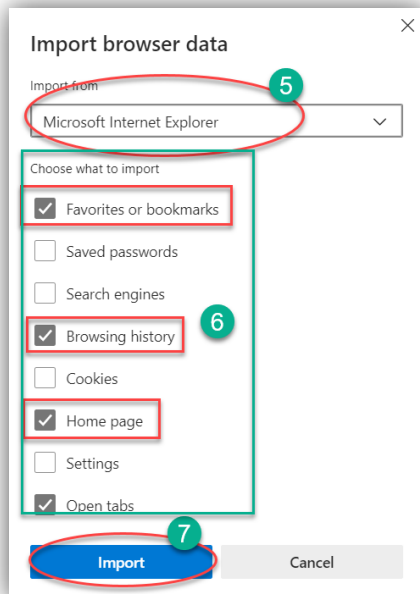 Import browser data
Import from
5
Microsoft Internet Explorer
Choose what to import
Favorites or bookmarks
Saved passwords
Search engines
6
Browsing history
Cookies
Home page
Settings
Open tabs
7
Import Cancel